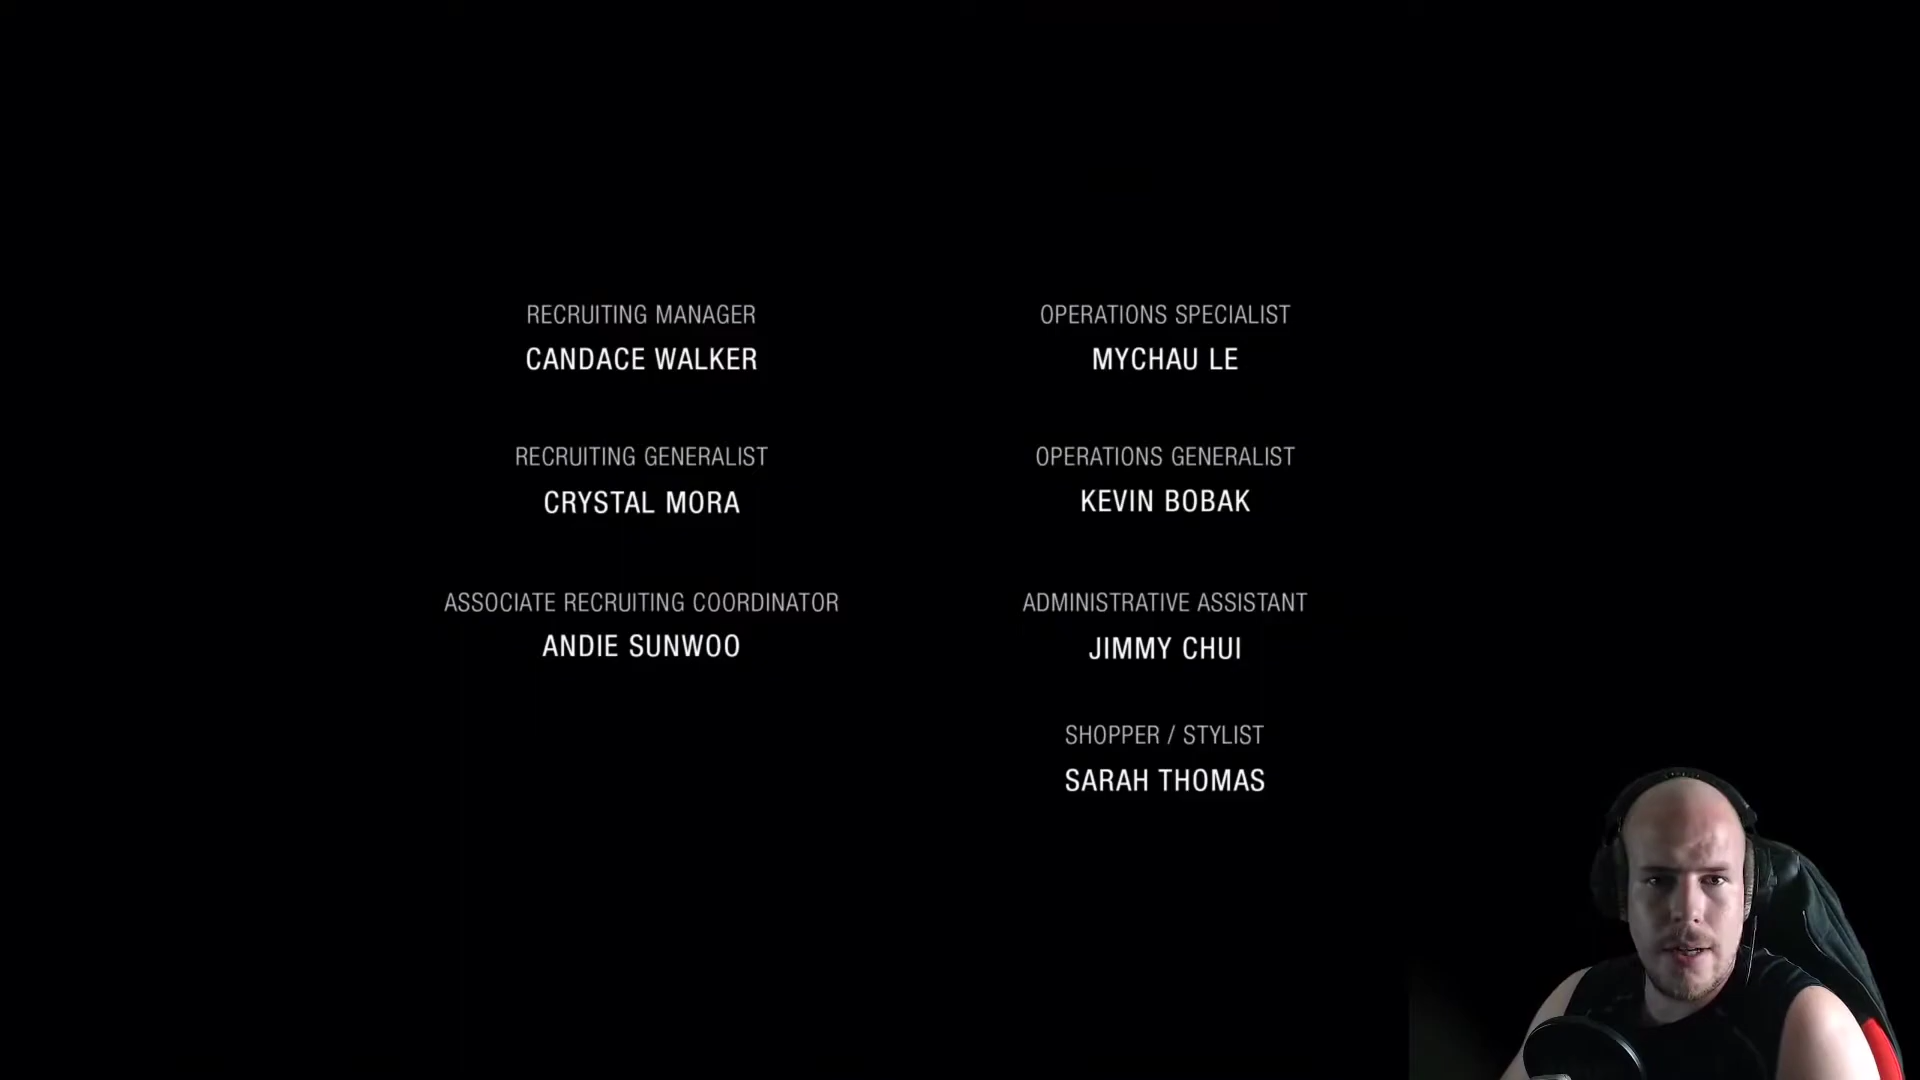 RECRUITING MANAGER
CANDACE WALKER
RECRUITING GENERALIST
CRYSTAL MORA
ASSOCIATE RECRUITING COORDINATOR
ANDIE SUNWOO
OPERATIONS SPECIALIST
MYCHAU LE
OPERATIONS GENERALIST
KEVIN BOBAK
ADMINISTRATIVE ASSISTANT
JIMMY CHUI
SHOPPER / STYLIST
SARAH THOMAS